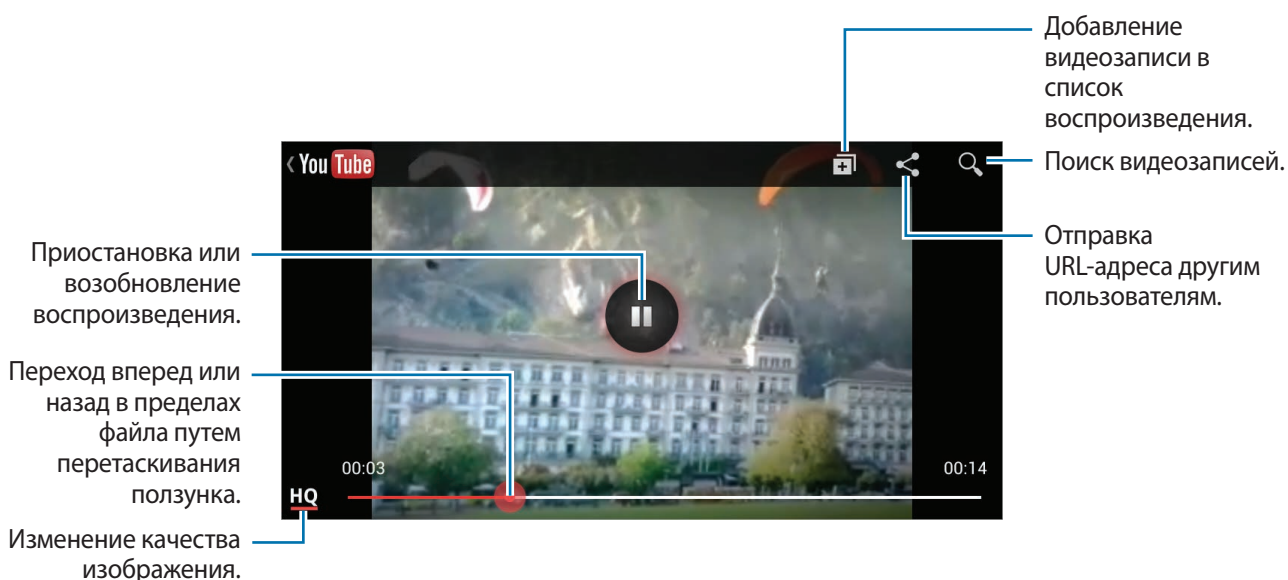 Добавление
видеозаписи в
список
воспроизведения.
You Tube
Поиск видеозаписей.
Отправка
URL-адреса другим
пользователям.
Приостановка или
возобновление
воспроизведения.
Переход вперед или
назад в пределах
файла путем
перетаскивания
ползунка.
00:03
00:14
HQ
Изменение качества
изображения.